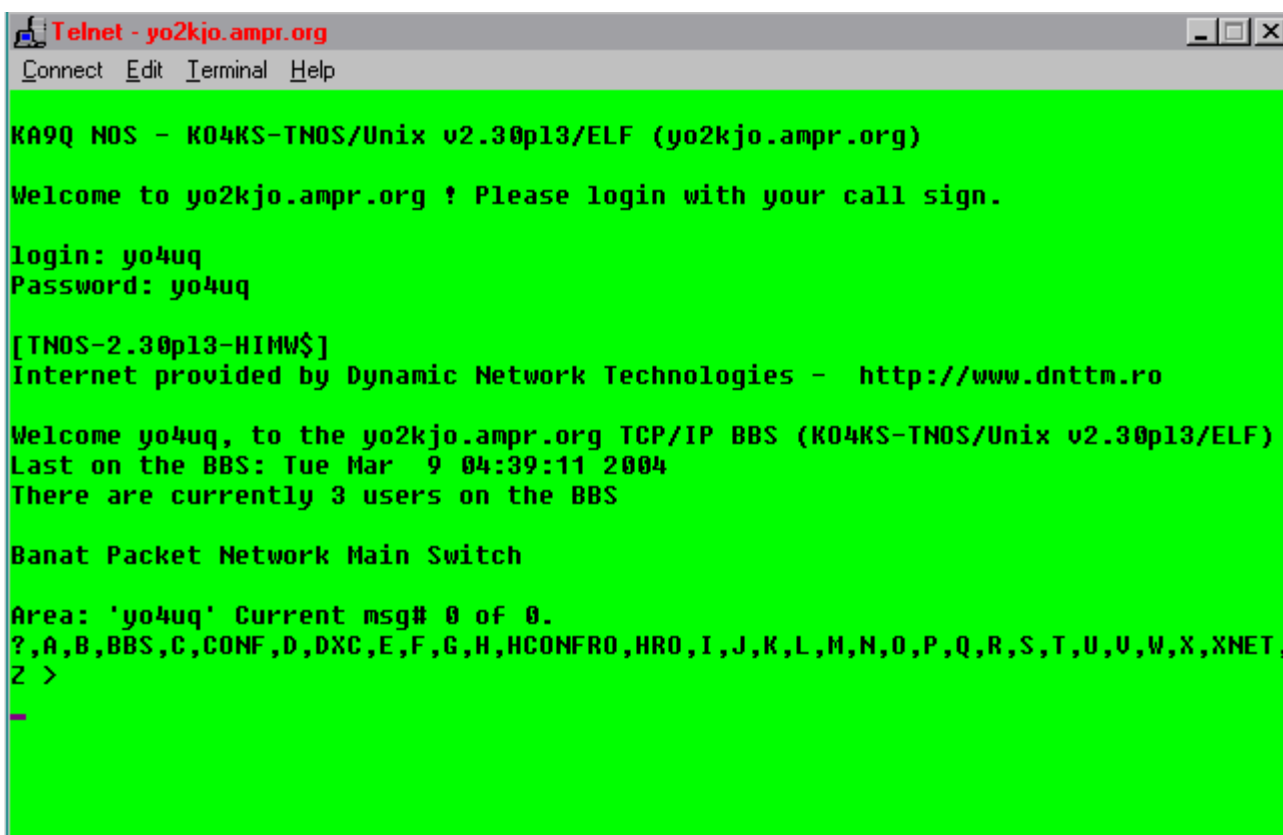 Telnet - yo2kjo.ampr.org
Connect Edit Terminal Help
KA9Q NOS - KO4KS-TNOS/Unix v2.30pl3/ELF (yo2kjo.ampr.org)
Welcome to yo2kjo.ampr.org ! Please login with your call sign.
login: yo4uq
Password: yo4uq
[TNOS-2.30pl3-HIMW$]
Internet provided by Dynamic Network Technologies -  http://www.dnttm.ro
Welcome yo4uq, to the yo2kjo.ampr.org TCP/IP BBS (KO4KS-TNOS/Unix v2.30pl3/ELF)
Last on the BBS: Tue Mar  9 04:39:11 2004
There are currently 3 users on the BBS
Banat Packet Network Main Switch
Area: 'yo4uq' Current msg# 0 of 0.
?,A,B,BBS,C,CONF,D,DXC,E,F,G,H,HCONFRO,HRO,I,J,K,L,M,N,O,P,Q,R,S,T,U,V,W,X,XNET,
Z >